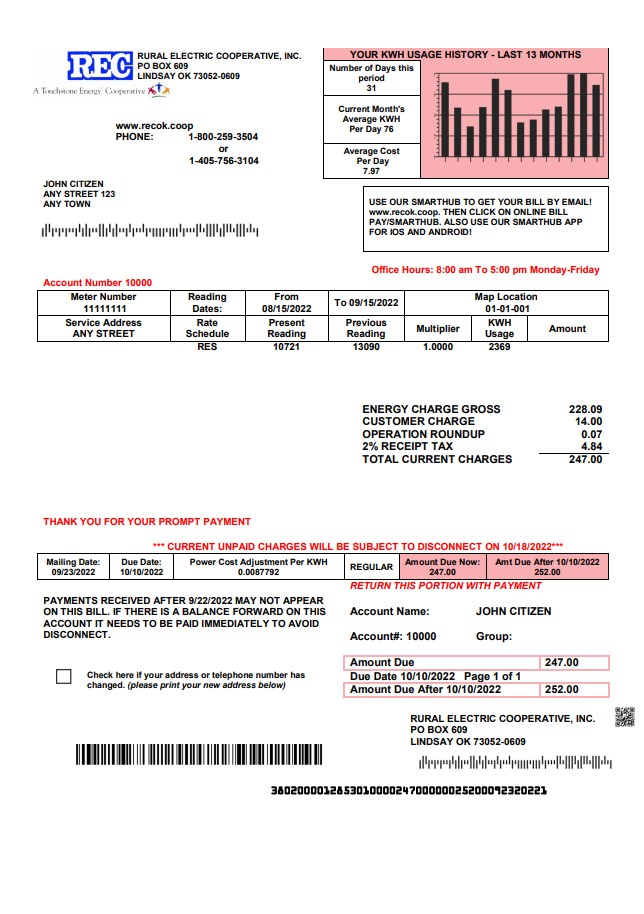 REC
RURAL ELECTRIC COOPERATIVE, INC.
PO BOX 609
LINDSAY OK 73052-0609
A Touchstone Energy Cooperative
www.recok.coop
PHONE: 1-800-259-3504
or
1-405-756-3104
YOUR KWH USAGE HISTORY - LAST 13 MONTHS
Number of Days this
period
31
Current Month's
Average KWH
Per Day 76
Average Cost
Per Day
7.97
JOHN CITIZEN
ANY STREET 123
ANY TOWN
USE OUR SMARTHUB TO GET YOUR BILL BY EMAIL!
www.recok.coop. THEN CLICK ON ONLINE BILL
PAY/SMARTHUB. ALSO USE OUR SMARTHUB APP
FOR IOS AND ANDROID!
Office Hours: 8:00 am To 5:00 pm Monday-Friday
Account Number 10000
Meter Number
11111111
Reading
Dates:
From
08/15/2022
To 09/15/2022
Map Location
01-01-001
Service Address
ANY STREET
Rate
Schedule
Present
Reading
Previous
Reading
Multiplier
KWH
Usage
Amount
RES 10721 13090 1.0000 2369
ENERGY CHARGE GROSS 228.09
CUSTOMER CHARGE 14.00
OPERATION ROUNDUP 0.07
2% RECEIPT TAX 4.84
TOTAL CURRENT CHARGES 247.00
THANK YOU FOR YOUR PROMPT PAYMENT
*** CURRENT UNPAID CHARGES WILL BE SUBJECT TO DISCONNECT ON 10/18/2022***
Mailing Date:
09/23/2022
Due Date:
10/10/2022
Power Cost Adjustment Per KWH
0.0087792
REGULAR
Amount Due Now:
247.00
Amt Due After 10/10/2022
252.00
RETURN THIS PORTION WITH PAYMENT
PAYMENTS RECEIVED AFTER 9/22/2022 MAY NOT APPEAR
ON THIS BILL. IF THERE IS A BALANCE FORWARD ON THIS
ACCOUNT IT NEEDS TO BE PAID IMMEDIATELY TO AVOID
DISCONNECT.
Account Name: JOHN CITIZEN
Account#: 10000 Group:
Check here if your address or telephone number has
changed. (please print your new address below)
Amount Due 247.00
Due Date 10/10/2022 Page 1 of 1
Amount Due After 10/10/2022 252.00
RURAL ELECTRIC COOPERATIVE, INC.
PO BOX 609
LINDSAY OK 73052-0609
380200001285301000024700000025200092320221